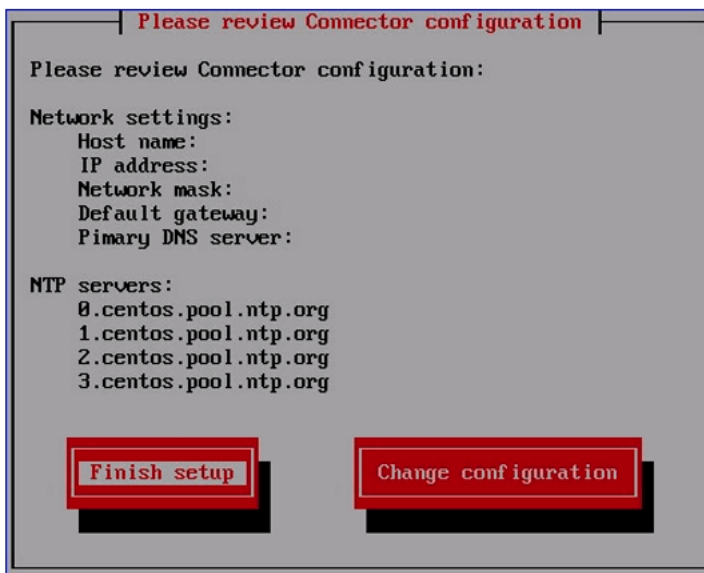 Please review Connector configuration
Please review Connector configuration:
Network settings:
Host name:
IP address:
Network mask:
Default gateway:
Pimary DNS server:
NTP servers:
0.centos.pool.ntp.org
1.centos.pool.ntp.org
2.centos.pool.ntp.org
3.centos.pool.ntp.org
Finish setup
Change configuration